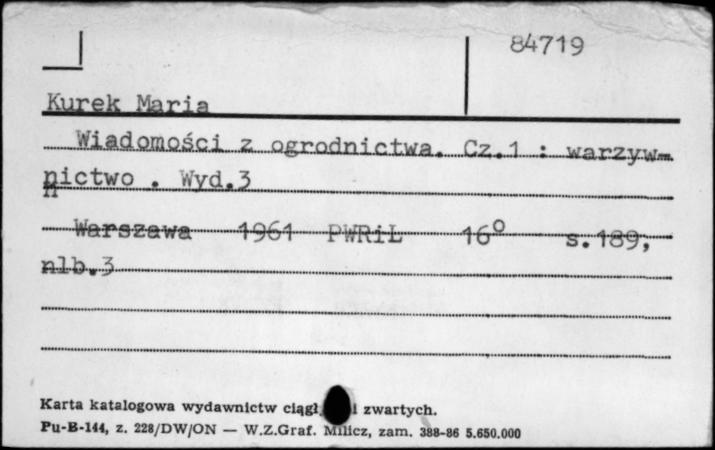 84719
Kurek Maria
Wiadomości z ogrodnictwa. Cz.1 : warzyw-
nictwo . Wyd.3
Warszawa 1961 PWRiL 16° s.189,
nlb.3
Karta katalogowa wydawnictw ciągł i zwartych.
Pu-B-144, z. 228/DW/ON — W.Z.Graf. Milicz, zam. 388-86 5.650.000